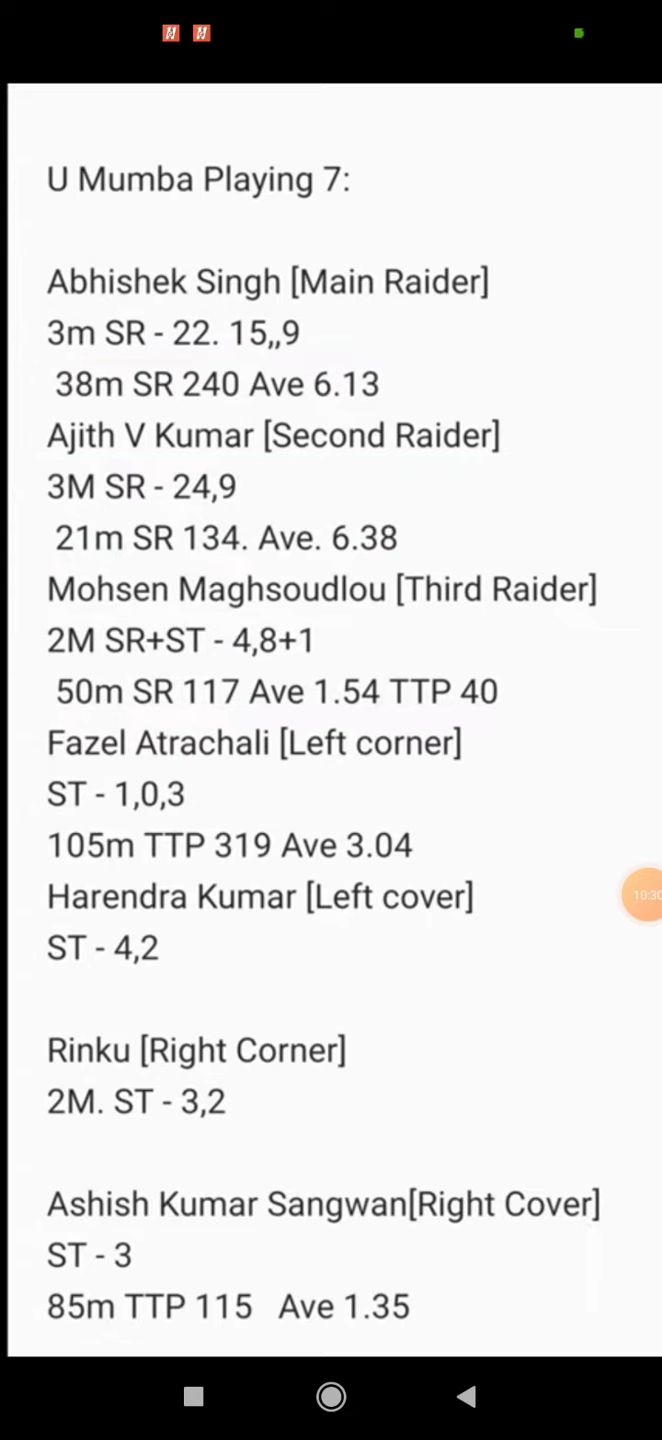 U Mumba Playing 7:
Abhishek Singh [Main Raider]
3m SR - 22. 15,,9
38m SR 240 Ave 6.13
Ajith V Kumar [Second Raider]
3M SR - 24,9
21m SR 134. Ave. 6.38
Mohsen Maghsoudlou [Third Raider]
2M SR+ST - 4,8+1
50m SR 117 Ave 1.54 TTP 40
Fazel Atrachali [Left corner]
ST - 1,0,3
105m TTP 319 Ave 3.04
Harendra Kumar [Left cover]
10:30
ST - 4,2
Rinku [Right Corner]
2M. ST - 3,2
Ashish Kumar Sangwan[Right Cover]
ST - 3
85m TTP 115 Ave 1.35